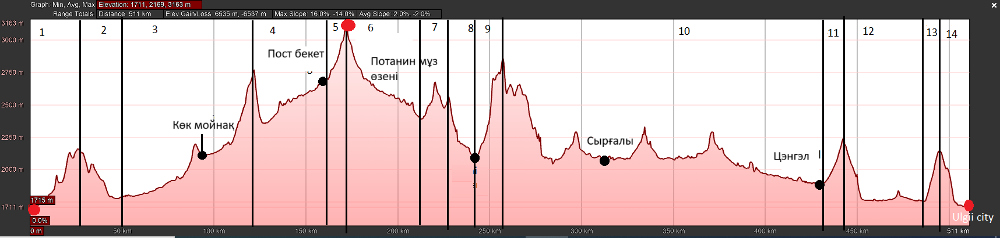 Graph: Min, Avg, Max Elevation: 1711, 2169, 3163 m
Range Totals: Distance: 511 km Elev Gain/Loss: 6535 m, -6537 m Max Slope: 16.0%, -14.0% Avg Slope: 2.0%, -2.0%
3163 m
3000 m
2750 m
2500 m
2250 m
2000 m
1711 m
1 2 3 4 5 6 7 8 9 10 11 12 13 14
Пост бекет
Потанин мұз
өзені
Көк мойнақ
Сырғалы
Цэнгэл
1715 m
0.0%
Ulgii city
0 m 50 km 100 km 150 km 200 km 250 km 300 km 350 km 400 km 450 km 511 km